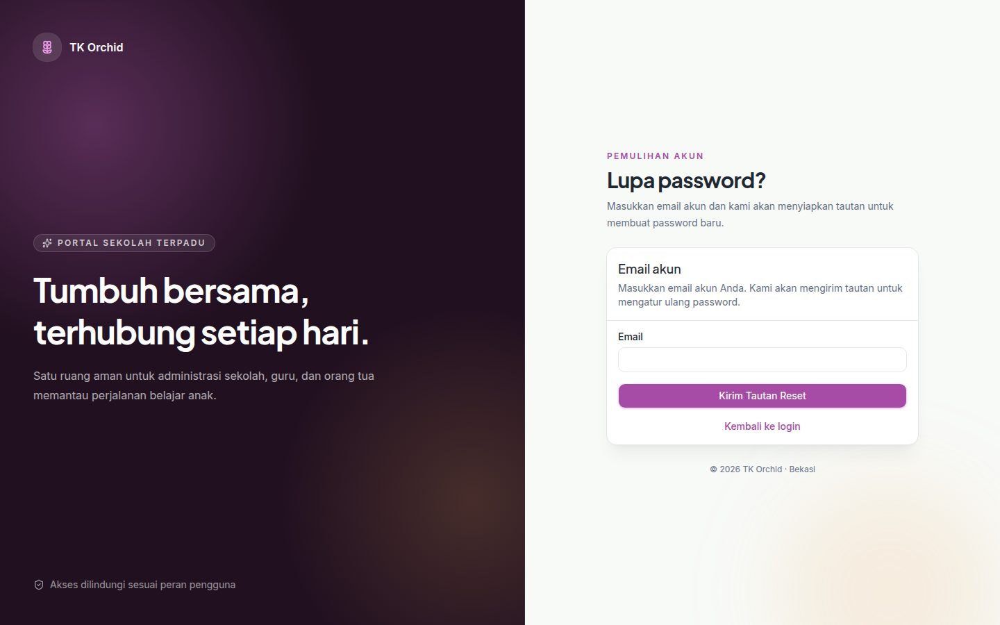 TK Orchid
PORTAL SEKOLAH TERPADU
Tumbuh bersama,
terhubung setiap hari.
Satu ruang aman untuk administrasi sekolah, guru, dan orang tua
memantau perjalanan belajar anak.
Akses dilindungi sesuai peran pengguna
PEMULIHAN AKUN
Lupa password?
Masukkan email akun dan kami akan menyiapkan tautan untuk
membuat password baru.
Email akun
Masukkan email akun Anda. Kami akan mengirim tautan untuk
mengatur ulang password.
Email
Kirim Tautan Reset
Kembali ke login
© 2026 TK Orchid · Bekasi